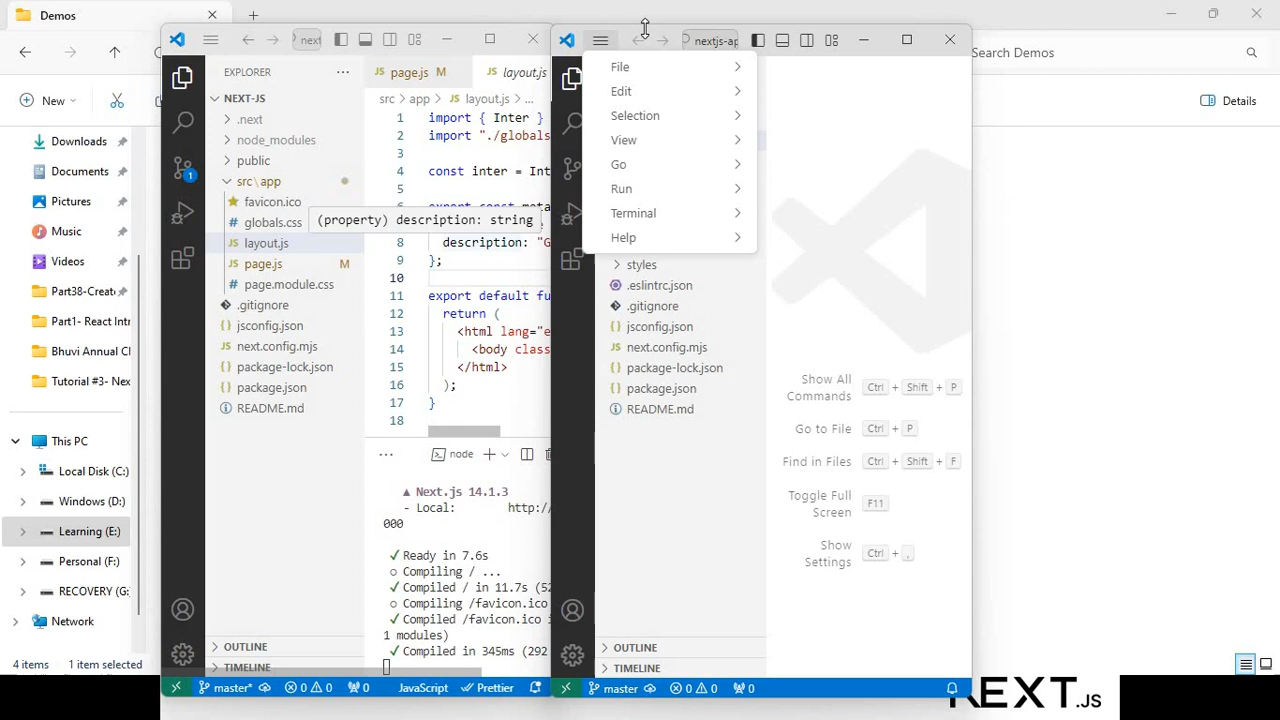 Demos
Search Demos
New
Details
Downloads
Documents
Pictures
Music
Videos
Part38-Create
Part1- React Intr
Bhuvi Annual Cl
Tutorial #3- Nex
This PC
Local Disk (C:)
Windows (D:)
Learning (E:)
Personal (F:)
RECOVERY (G:
Network
4 items
1 item selected
next
EXPLORER
NEXT-JS
.next
node_modules
public
src\app
favicon.ico
globals.css
layout.js
page.js M
page.module.css
.gitignore
jsconfig.json
next.config.mjs
package-lock.json
package.json
README.md
OUTLINE
TIMELINE
1
page.js M
layout.js
src > app > layout.js > ...
1 import { Inter }
2 import "./globals
3
4 const inter = Int
5
(property) description: string
8 description: "G
9 };
10
11 export default fu
12 return (
13 <html lang="e
14 <body class
15 </html>
16 );
17 }
18
node
▲ Next.js 14.1.3
- Local: http://
000
✓ Ready in 7.6s
○ Compiling / ...
✓ Compiled / in 11.7s (52
○ Compiling /favicon.ico
✓ Compiled /favicon.ico i
1 modules)
✓ Compiled in 345ms (292
master* 0 0 0 JavaScript Prettier
nextjs-ap
File
Edit
Selection
View
Go
Run
Terminal
Help
styles
.eslintrc.json
.gitignore
jsconfig.json
next.config.mjs
package-lock.json
package.json
README.md
OUTLINE
TIMELINE
Show All Commands Ctrl + Shift + P
Go to File Ctrl + P
Find in Files Ctrl + Shift + F
Toggle Full Screen F11
Show Settings Ctrl + ,
master 0 0 0
NEXT.JS